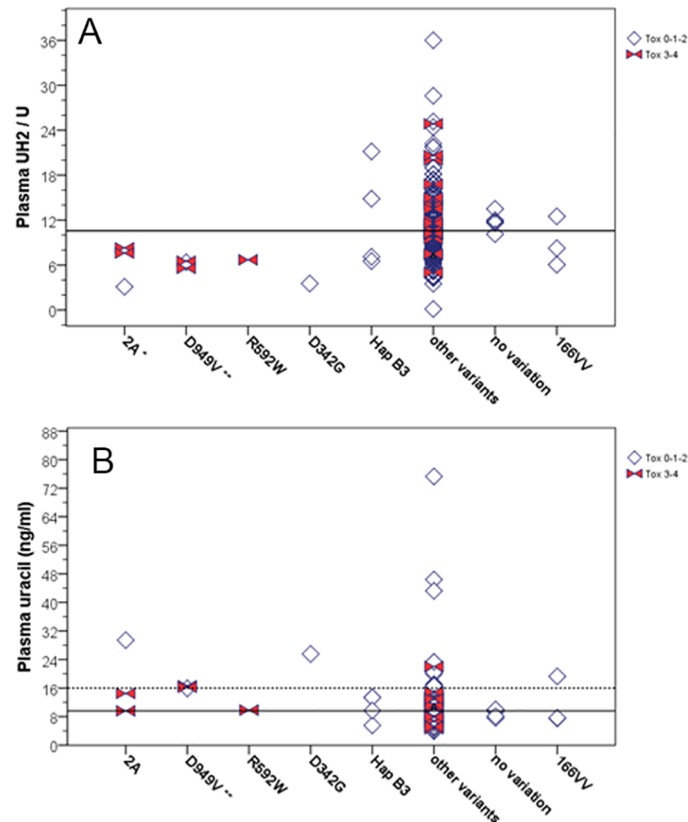 A
Tox 0-1-2
Tox 3-4
Plasma UH2 / U
36
30
24
18
12
6
0
2A *
D949V **
R592W
D342G
Hap B3
other variants
no variation
166VV
B
Tox 0-1-2
Tox 3-4
Plasma uracil (ng/ml)
88
80
72
64
56
48
40
32
24
16
8
0
2A
D949V **
R592W
D342G
Hap B3
other variants
no variation
166VV